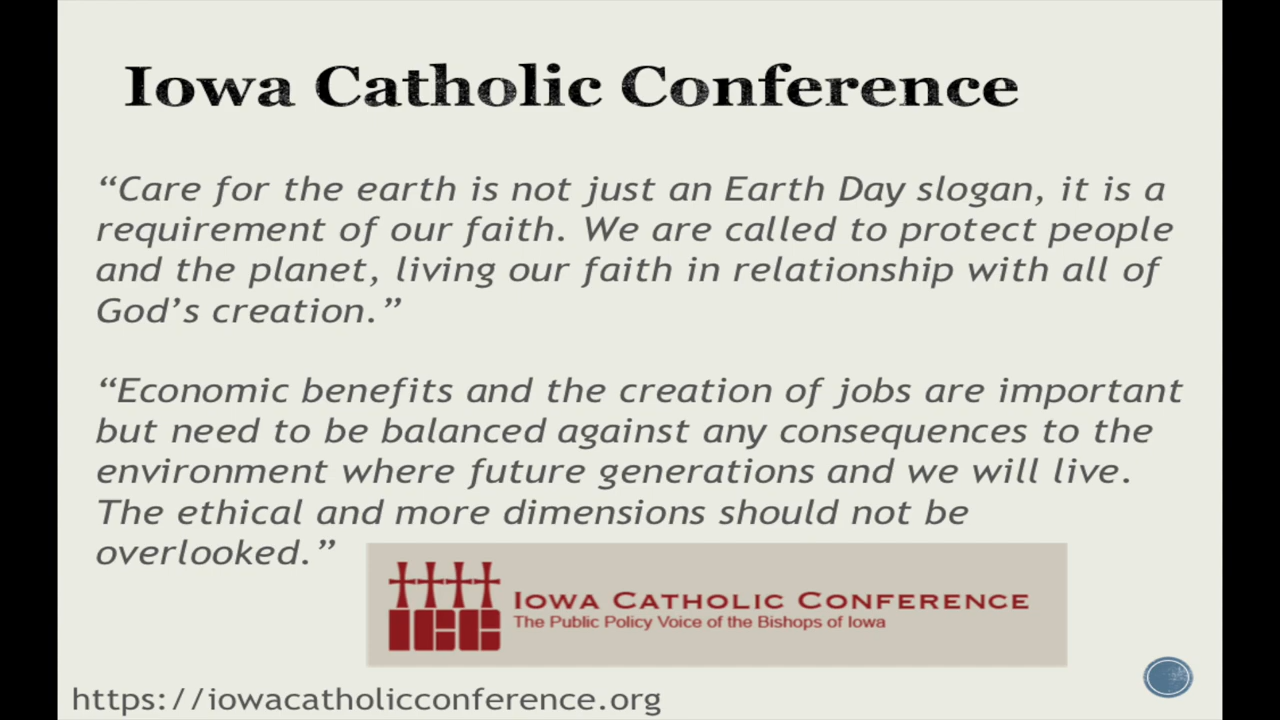 Iowa Catholic Conference
“Care for the earth is not just an Earth Day slogan, it is a
requirement of our faith. We are called to protect people
and the planet, living our faith in relationship with all of
God’s creation.”
“Economic benefits and the creation of jobs are important
but need to be balanced against any consequences to the
environment where future generations and we will live.
The ethical and more dimensions should not be
overlooked.”
ICC
IOWA CATHOLIC CONFERENCE
The Public Policy Voice of the Bishops of Iowa
https://iowacatholicconference.org